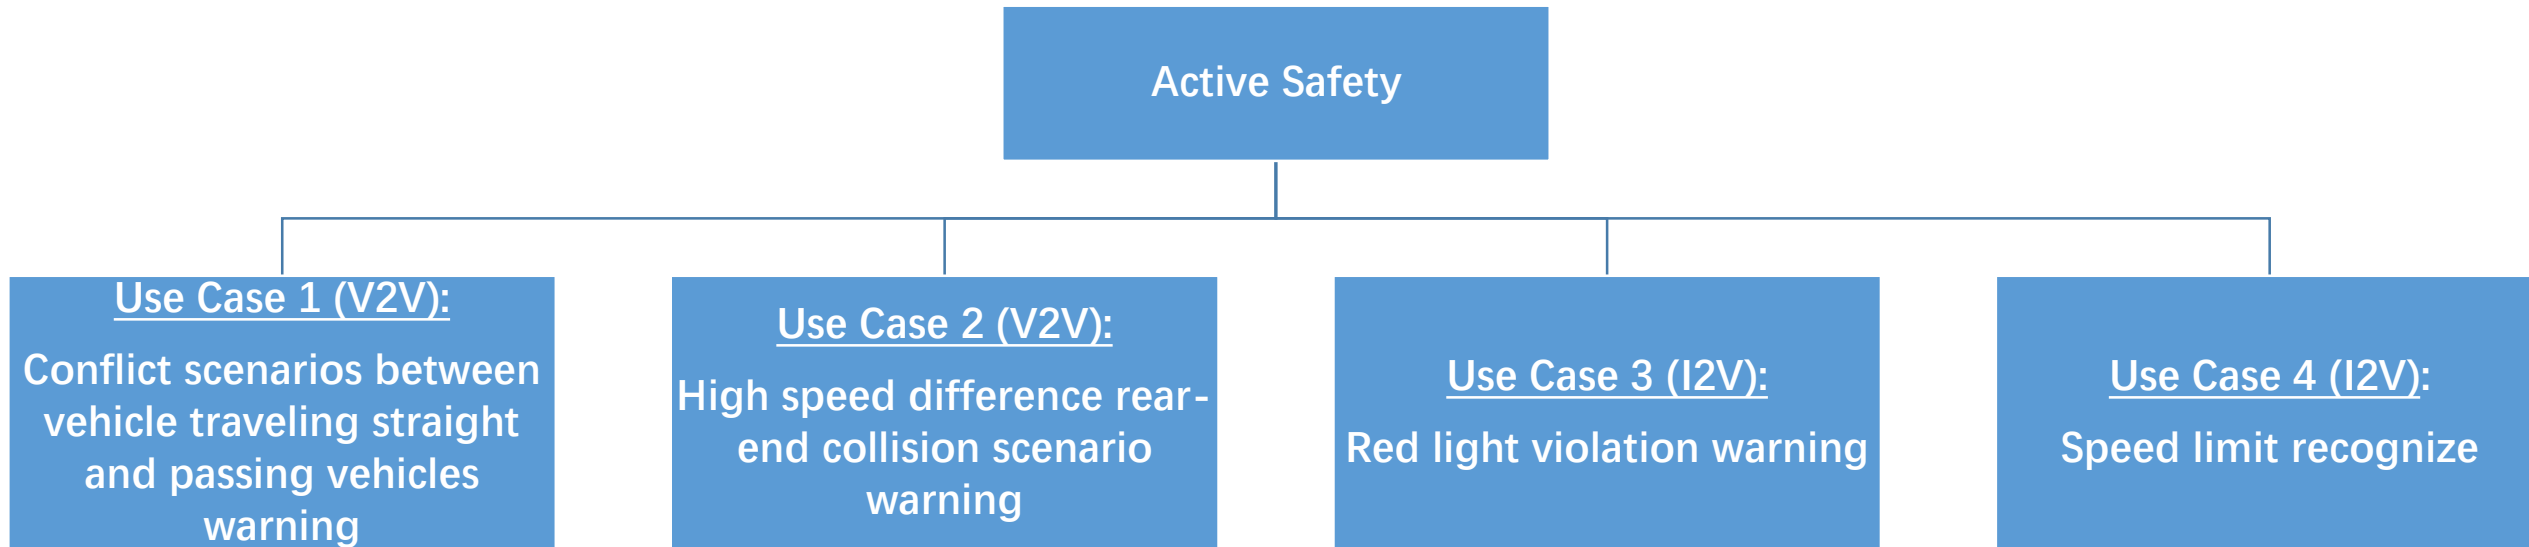 Active Safety
Use Case 1 (V2V):
Conflict scenarios between
vehicle traveling straight
and passing vehicles
warning
Use Case 2 (V2V):
High speed difference rear-
end collision scenario
warning
Use Case 3 (I2V):
Red light violation warning
Use Case 4 (I2V):
Speed limit recognize